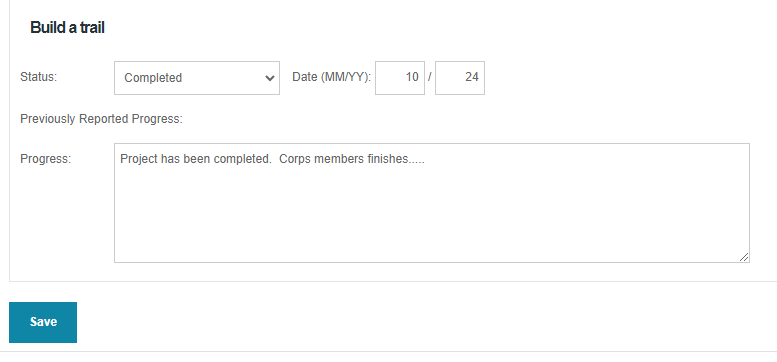 Build a trail
Status: Completed Date (MM/YY): 10 / 24
Previously Reported Progress:
Progress: Project has been completed.  Corps members finishes.....
Save